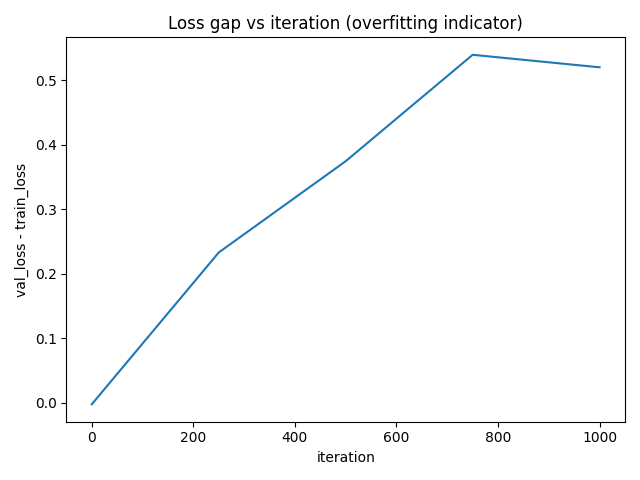 Loss gap vs iteration (overfitting indicator)
val_loss - train_loss
0.5
0.4
0.3
0.2
0.1
0.0
0 200 400 600 800 1000
iteration